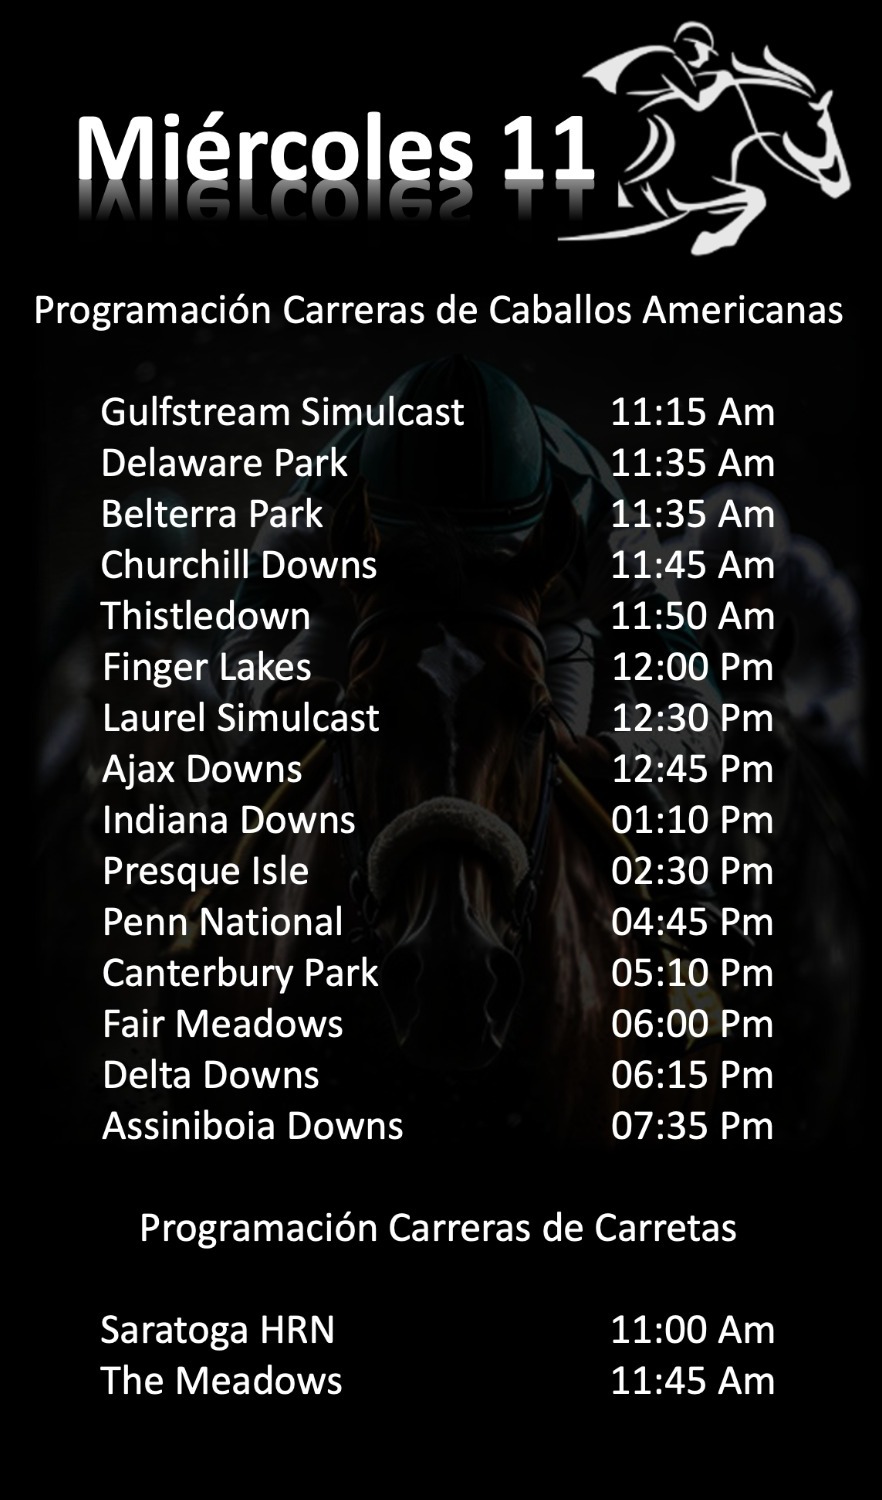 Miércoles 11
Programación Carreras de Caballos Americanas
Gulfstream Simulcast 11:15 Am
Delaware Park 11:35 Am
Belterra Park 11:35 Am
Churchill Downs 11:45 Am
Thistledown 11:50 Am
Finger Lakes 12:00 Pm
Laurel Simulcast 12:30 Pm
Ajax Downs 12:45 Pm
Indiana Downs 01:10 Pm
Presque Isle 02:30 Pm
Penn National 04:45 Pm
Canterbury Park 05:10 Pm
Fair Meadows 06:00 Pm
Delta Downs 06:15 Pm
Assiniboia Downs 07:35 Pm
Programación Carreras de Carretas
Saratoga HRN 11:00 Am
The Meadows 11:45 Am